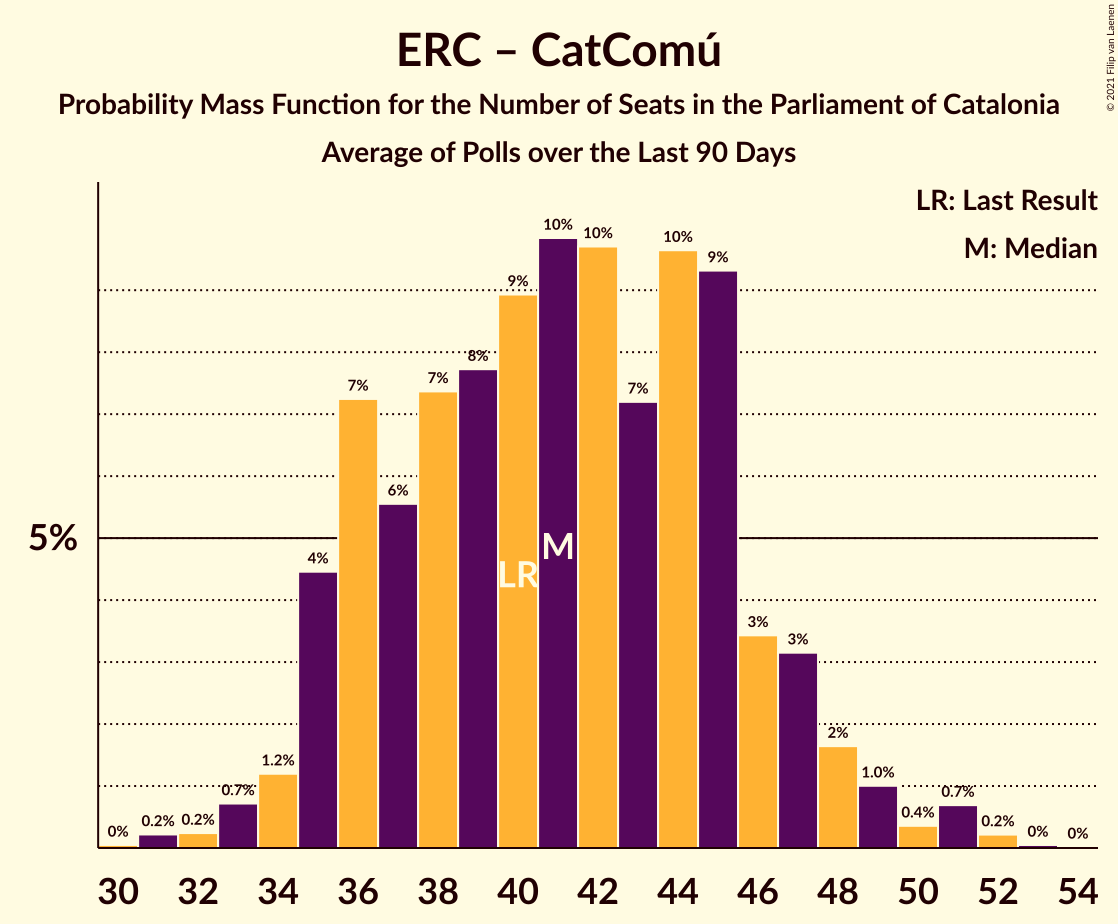 ERC – CatComú
Probability Mass Function for the Number of Seats in the Parliament of Catalonia
Average of Polls over the Last 90 Days
© 2021 Filip van Laenen
LR: Last Result
M: Median
5%
0%
0.2%
0.2%
0.7%
1.2%
4%
7%
6%
7%
8%
9%
10%
10%
7%
10%
9%
3%
3%
2%
1.0%
0.4%
0.7%
0.2%
0%
0%
LR
M
30 32 34 36 38 40 42 44 46 48 50 52 54